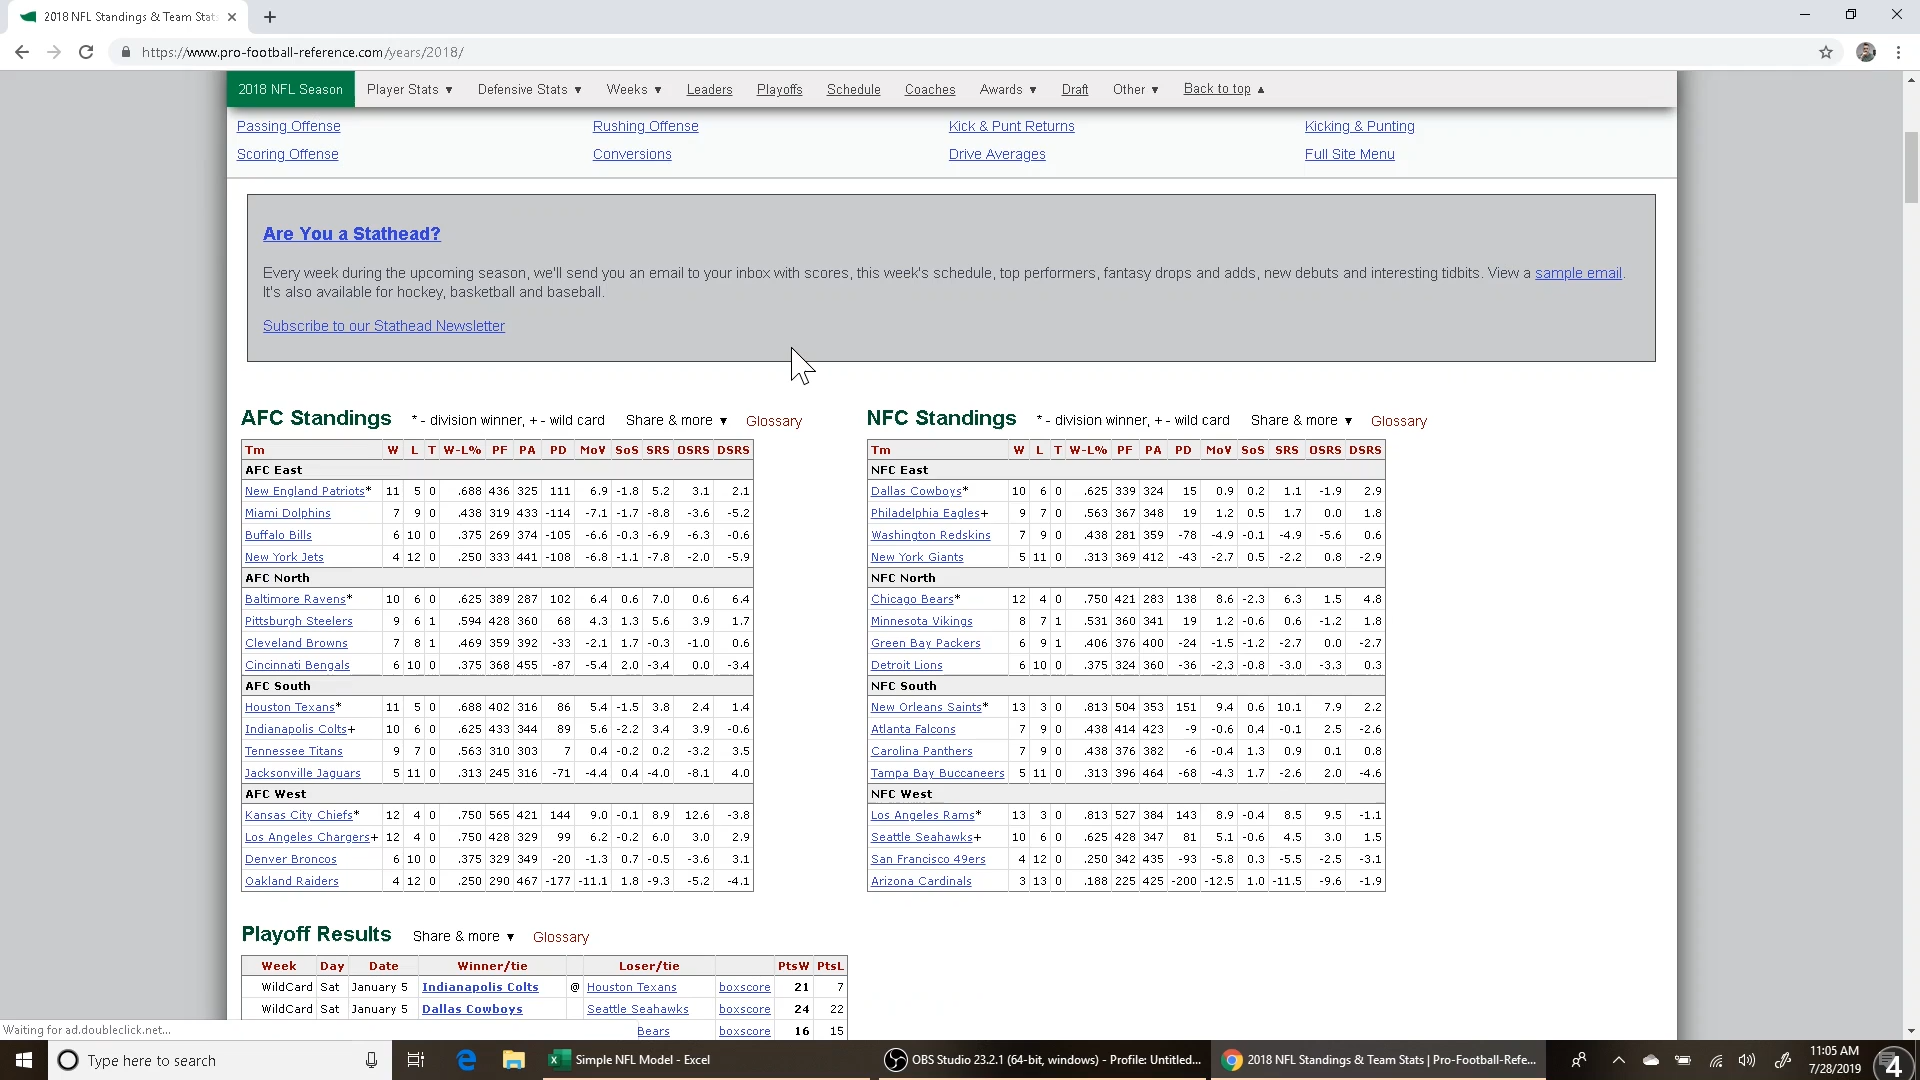 2018 NFL Standings & Team Stat
https://www.pro-football-reference.com/years/2018/
2018 NFL Season Player Stats ▼ Defensive Stats ▼ Weeks ▼ Leaders Playoffs Schedule Coaches Awards ▼ Draft Other ▼ Back to top ▲
Passing Offense Rushing Offense Kick & Punt Returns Kicking & Punting
Scoring Offense Conversions Drive Averages Full Site Menu
Are You a Stathead?
Every week during the upcoming season, we'll send you an email to your inbox with scores, this week's schedule, top performers, fantasy drops and adds, new debuts and interesting tidbits. View a sample email.
It's also available for hockey, basketball and baseball.
Subscribe to our Stathead Newsletter
AFC Standings * - division winner, + - wild card Share & more ▼ Glossary
Tm W L T W-L% PF PA PD MoV SoS SRS OSRS DSRS
AFC East
New England Patriots* 11 5 0 .688 436 325 111 6.9 -1.8 5.2 3.1 2.1
Miami Dolphins 7 9 0 .438 319 433 -114 -7.1 -1.7 -8.8 -3.6 -5.2
Buffalo Bills 6 10 0 .375 269 374 -105 -6.6 -0.3 -6.9 -6.3 -0.6
New York Jets 4 12 0 .250 333 441 -108 -6.8 -1.1 -7.8 -2.0 -5.9
AFC North
Baltimore Ravens* 10 6 0 .625 389 287 102 6.4 0.6 7.0 0.6 6.4
Pittsburgh Steelers 9 6 1 .594 428 360 68 4.3 1.3 5.6 3.9 1.7
Cleveland Browns 7 8 1 .469 359 392 -33 -2.1 1.7 -0.3 -1.0 0.6
Cincinnati Bengals 6 10 0 .375 368 455 -87 -5.4 2.0 -3.4 0.0 -3.4
AFC South
Houston Texans* 11 5 0 .688 402 316 86 5.4 -1.5 3.8 2.4 1.4
Indianapolis Colts+ 10 6 0 .625 433 344 89 5.6 -2.2 3.4 3.9 -0.6
Tennessee Titans 9 7 0 .563 310 303 7 0.4 -0.2 0.2 -3.2 3.5
Jacksonville Jaguars 5 11 0 .313 245 316 -71 -4.4 0.4 -4.0 -8.1 4.0
AFC West
Kansas City Chiefs* 12 4 0 .750 565 421 144 9.0 -0.1 8.9 12.6 -3.8
Los Angeles Chargers+ 12 4 0 .750 428 329 99 6.2 -0.2 6.0 3.0 2.9
Denver Broncos 6 10 0 .375 329 349 -20 -1.3 0.7 -0.5 -3.6 3.1
Oakland Raiders 4 12 0 .250 290 467 -177 -11.1 1.8 -9.3 -5.2 -4.1
NFC Standings * - division winner, + - wild card Share & more ▼ Glossary
Tm W L T W-L% PF PA PD MoV SoS SRS OSRS DSRS
NFC East
Dallas Cowboys* 10 6 0 .625 339 324 15 0.9 0.2 1.1 -1.9 2.9
Philadelphia Eagles+ 9 7 0 .563 367 348 19 1.2 0.5 1.7 0.0 1.8
Washington Redskins 7 9 0 .438 281 359 -78 -4.9 -0.1 -4.9 -5.6 0.6
New York Giants 5 11 0 .313 369 412 -43 -2.7 0.5 -2.2 0.8 -2.9
NFC North
Chicago Bears* 12 4 0 .750 421 283 138 8.6 -2.3 6.3 1.5 4.8
Minnesota Vikings 8 7 1 .531 360 341 19 1.2 -0.6 0.6 -1.2 1.8
Green Bay Packers 6 9 1 .406 376 400 -24 -1.5 -1.2 -2.7 0.0 -2.7
Detroit Lions 6 10 0 .375 324 360 -36 -2.3 -0.8 -3.0 -3.3 0.3
NFC South
New Orleans Saints* 13 3 0 .813 504 353 151 9.4 0.6 10.1 7.9 2.2
Atlanta Falcons 7 9 0 .438 414 423 -9 -0.6 0.4 -0.1 2.5 -2.6
Carolina Panthers 7 9 0 .438 376 382 -6 -0.4 1.3 0.9 0.1 0.8
Tampa Bay Buccaneers 5 11 0 .313 396 464 -68 -4.3 1.7 -2.6 2.0 -4.6
NFC West
Los Angeles Rams* 13 3 0 .813 527 384 143 8.9 -0.4 8.5 9.5 -1.1
Seattle Seahawks+ 10 6 0 .625 428 347 81 5.1 -0.6 4.5 3.0 1.5
San Francisco 49ers 4 12 0 .250 342 435 -93 -5.8 0.3 -5.5 -2.5 -3.1
Arizona Cardinals 3 13 0 .188 225 425 -200 -12.5 1.0 -11.5 -9.6 -1.9
Playoff Results Share & more ▼ Glossary
Week Day Date Winner/tie Loser/tie PtsW PtsL
WildCard Sat January 5 Indianapolis Colts @ Houston Texans boxscore 21 7
WildCard Sat January 5 Dallas Cowboys Seattle Seahawks boxscore 24 22
Bears boxscore 16 15
Waiting for ad.doubleclick.net...
Type here to search
Simple NFL Model - Excel
OBS Studio 23.2.1 (64-bit, windows) - Profile: Untitled...
2018 NFL Standings & Team Stats | Pro-Football-Refe...
11:05 AM
7/28/2019
4